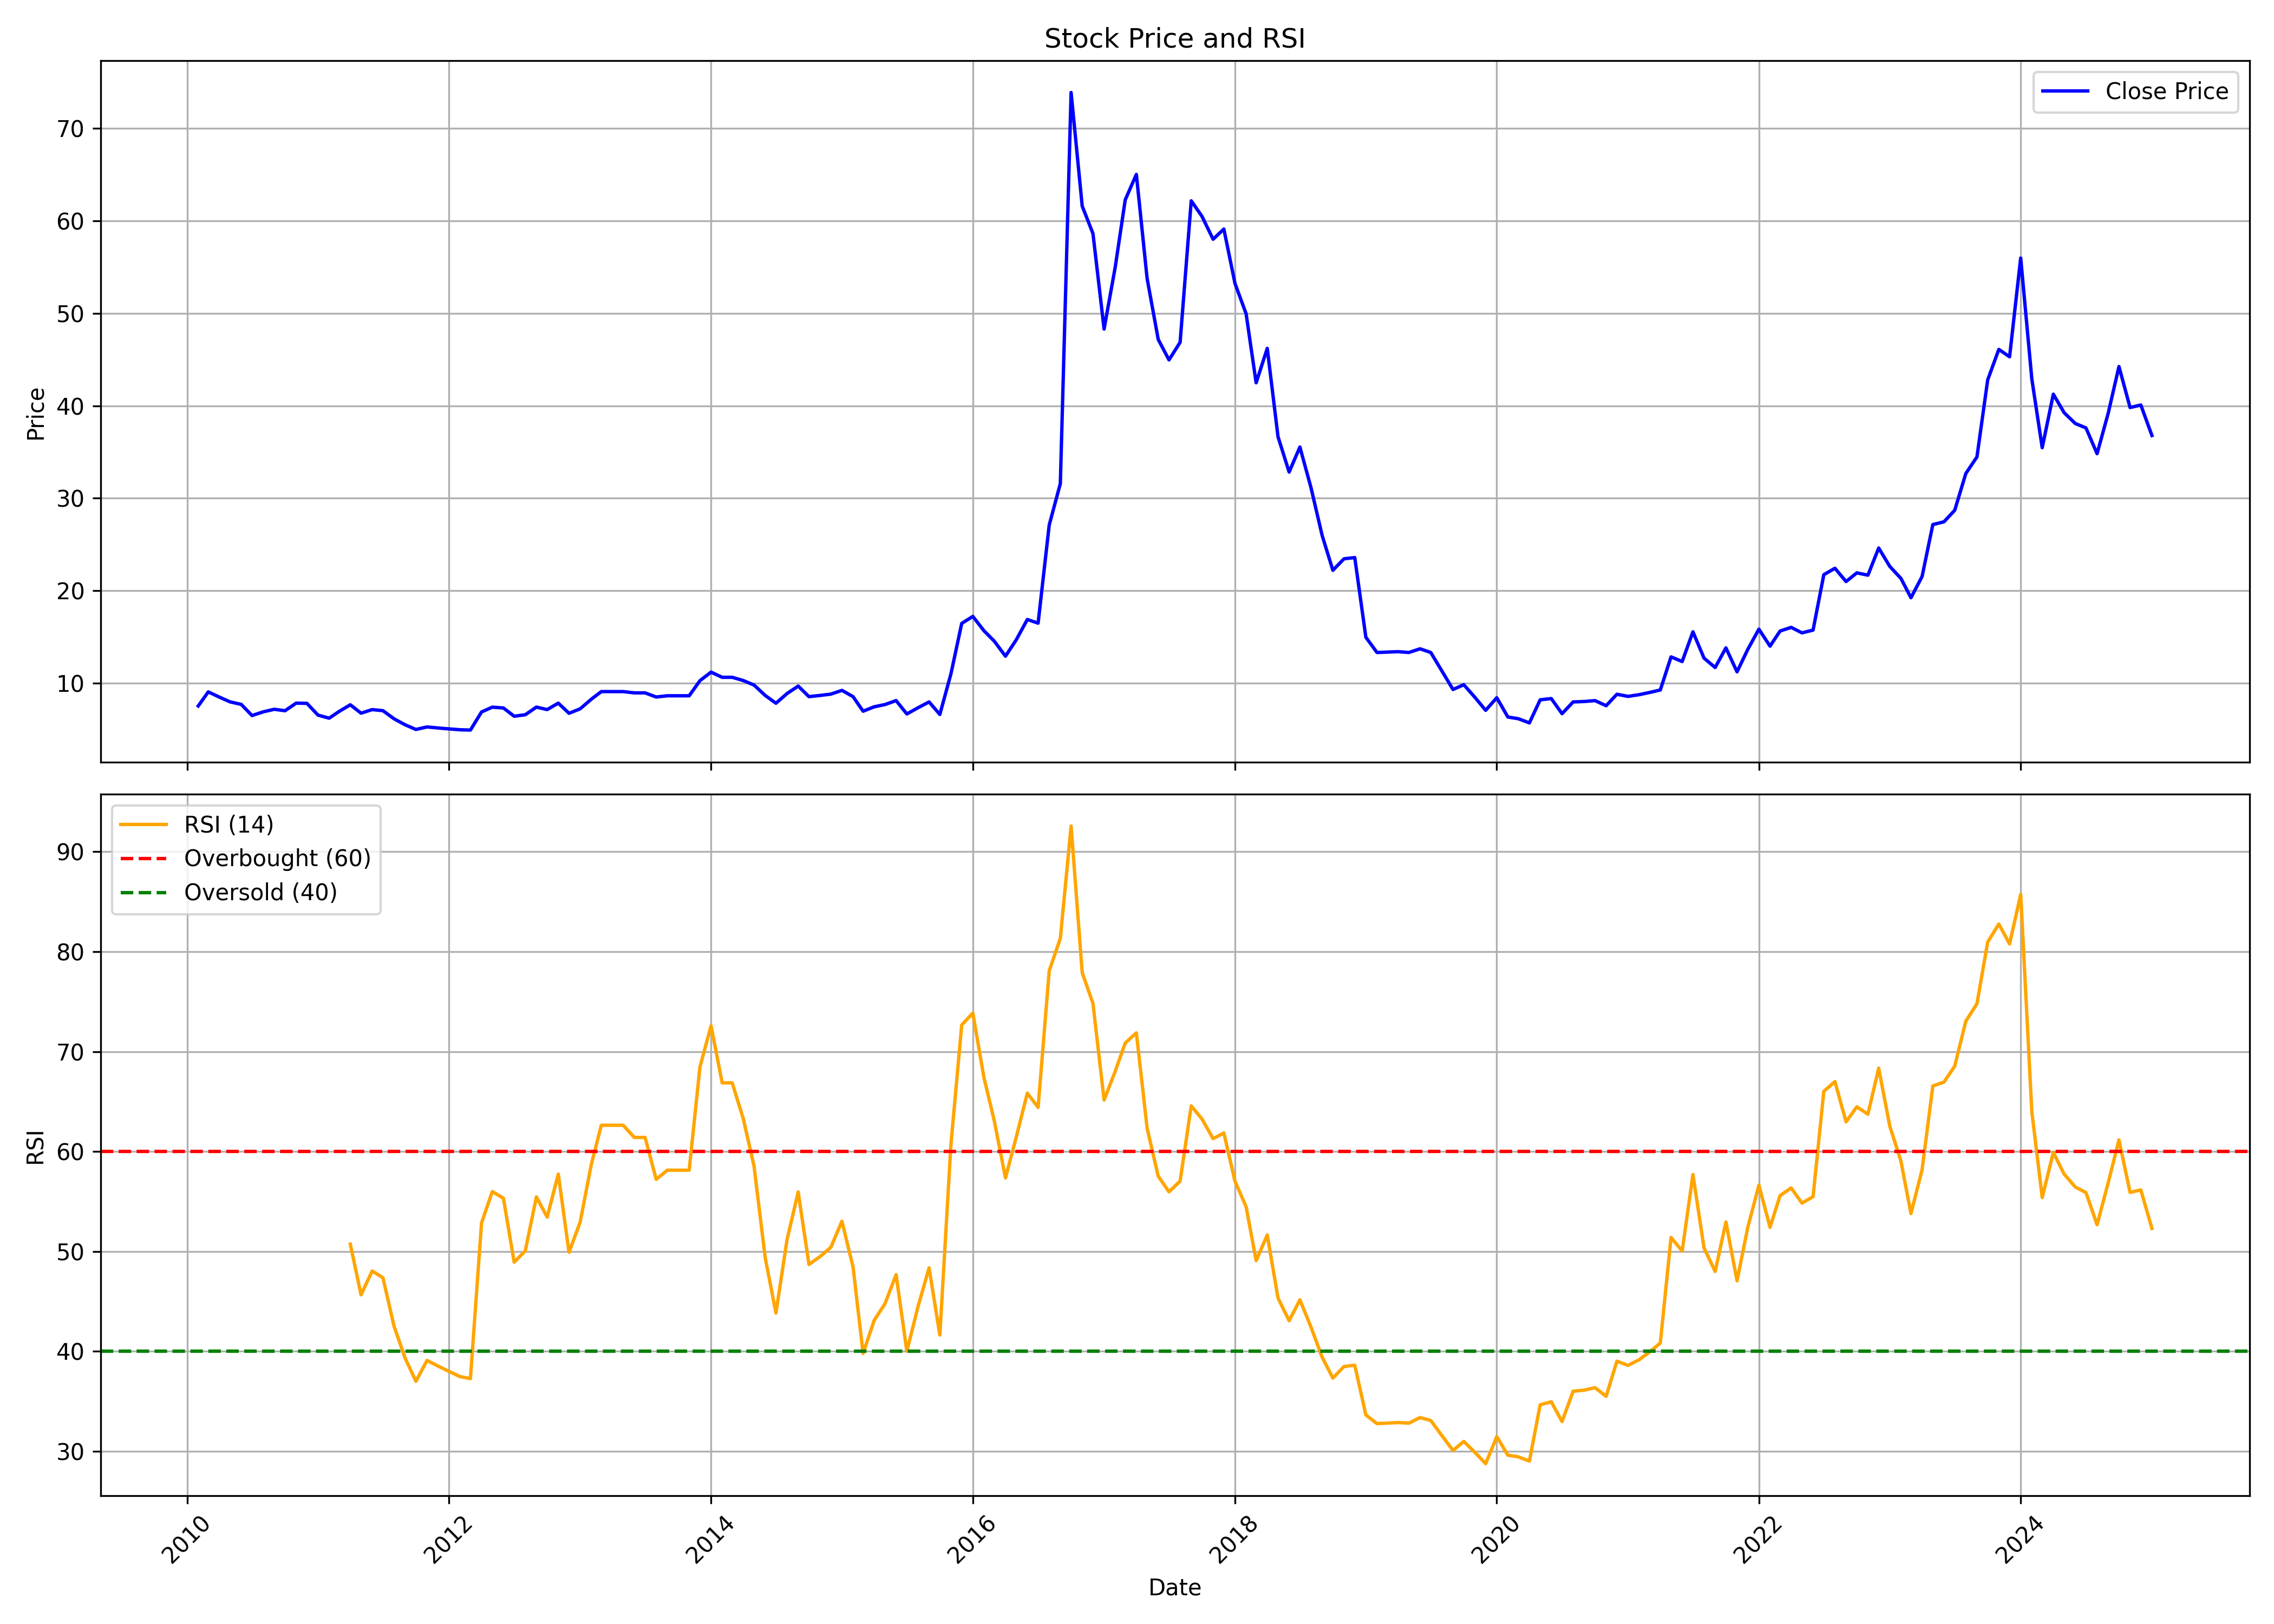 Stock Price and RSI
Close Price
Price
70
60
50
40
30
20
10
RSI (14)
Overbought (60)
Oversold (40)
RSI
90
80
70
60
50
40
30
2010
2012
2014
2016
2018
2020
2022
2024
Date